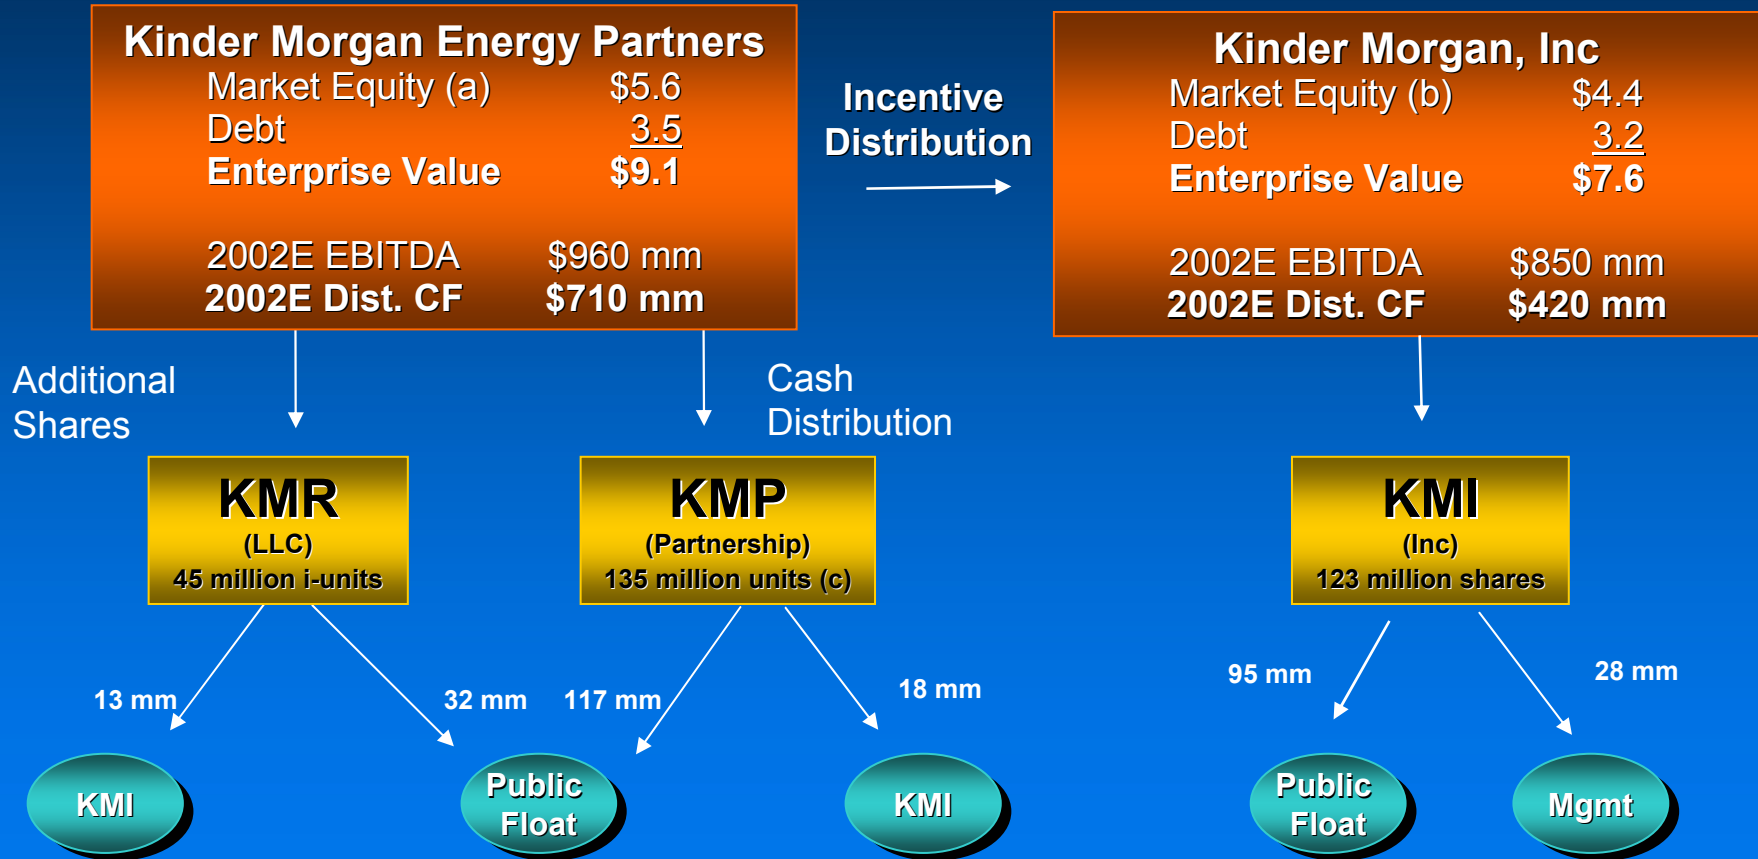 Kinder Morgan Energy Partners
Market Equity (a) $5.6
Debt 3.5
Enterprise Value $9.1
2002E EBITDA $960 mm
2002E Dist. CF $710 mm
Incentive
Distribution
Kinder Morgan, Inc
Market Equity (b) $4.4
Debt 3.2
Enterprise Value $7.6
2002E EBITDA $850 mm
2002E Dist. CF $420 mm
Additional
Shares
Cash
Distribution
KMR
(LLC)
45 million i-units
KMP
(Partnership)
135 million units (c)
KMI
(Inc)
123 million shares
13 mm
32 mm
117 mm
18 mm
95 mm
28 mm
KMI
Public
Float
KMI
Public
Float
Mgmt